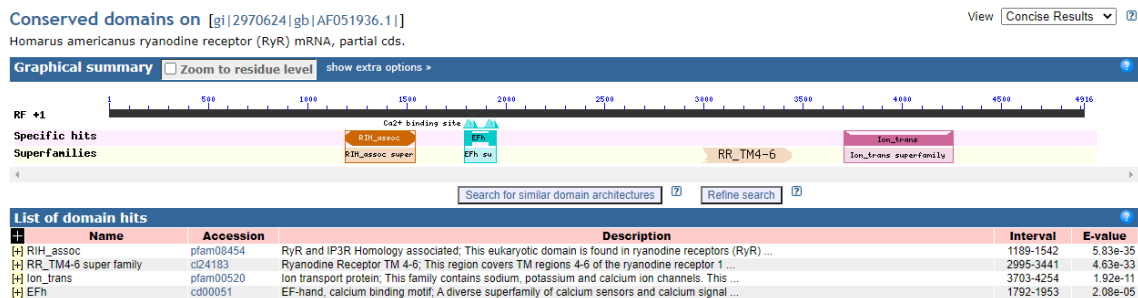 Conserved domains on [gi|2970624|gb|AF051936.1|]
View Concise Results
Homarus americanus ryanodine receptor (RyR) mRNA, partial cds.
Graphical summary Zoom to residue level show extra options »
1 500 1000 1500 2000 2500 3000 3500 4000 4500 4916
RF +1
Ca2+ binding site
Specific hits RIH_assoc EFh Ion_trans
Superfamilies RIH_assoc super EFh su RR_TM4-6 Ion_trans superfamily
Search for similar domain architectures Refine search
List of domain hits
Name Accession Description Interval E-value
[+] RIH_assoc pfam08454 RyR and IP3R Homology associated; This eukaryotic domain is found in ryanodine receptors (RyR) ... 1189-1542 5.83e-35
[+] RR_TM4-6 super family cl24183 Ryanodine Receptor TM 4-6; This region covers TM regions 4-6 of the ryanodine receptor 1 ... 2995-3441 4.63e-33
[+] Ion_trans pfam00520 Ion transport protein; This family contains sodium, potassium and calcium ion channels. This ... 3703-4254 1.92e-11
[+] EFh cd00051 EF-hand, calcium binding motif; A diverse superfamily of calcium sensors and calcium signal ... 1792-1953 2.08e-05